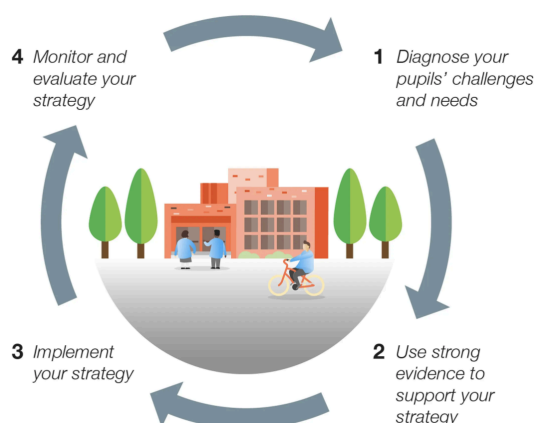 4 Monitor and
evaluate your
strategy
1 Diagnose your
pupils' challenges
and needs
3 Implement
your strategy
2 Use strong
evidence to
support your
strategy